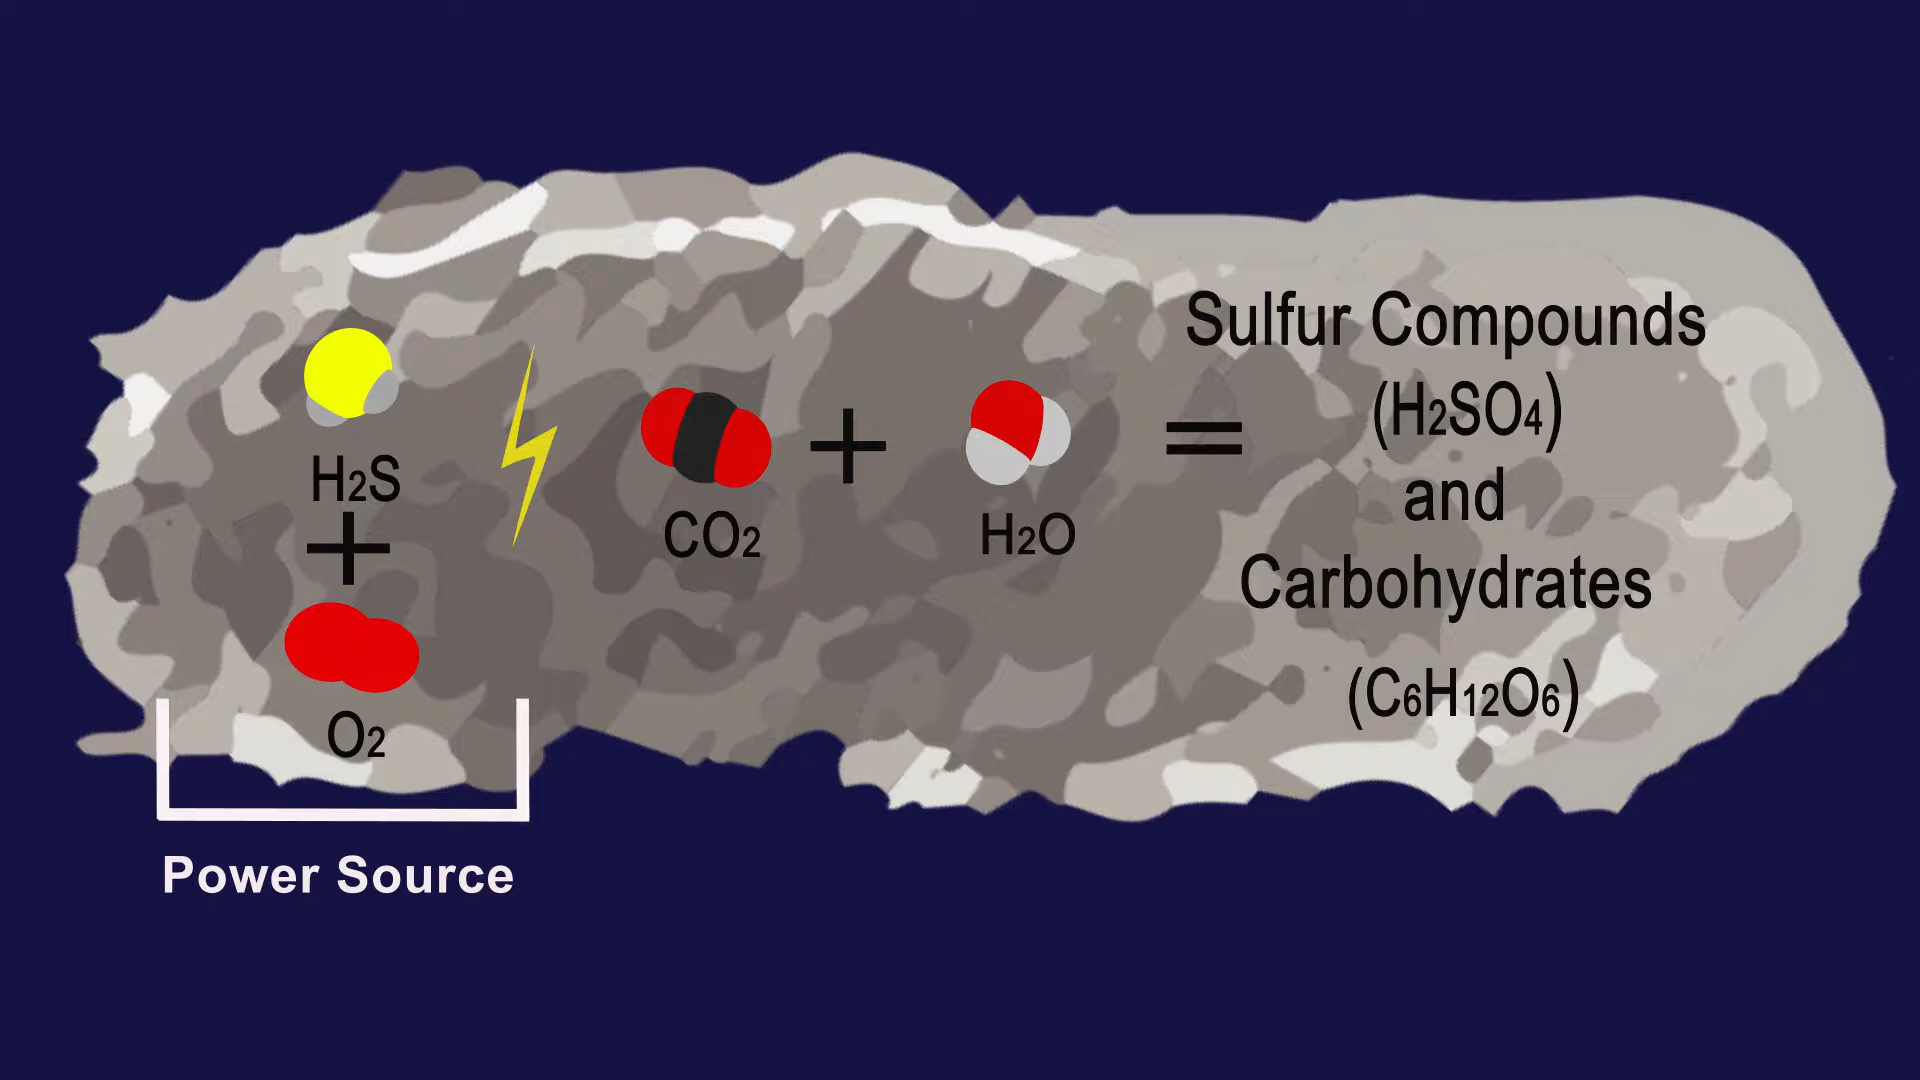 H2S
+
O2
Power Source
CO2
+
H2O
=
Sulfur Compounds
(H2SO4)
and
Carbohydrates
(C6H12O6)